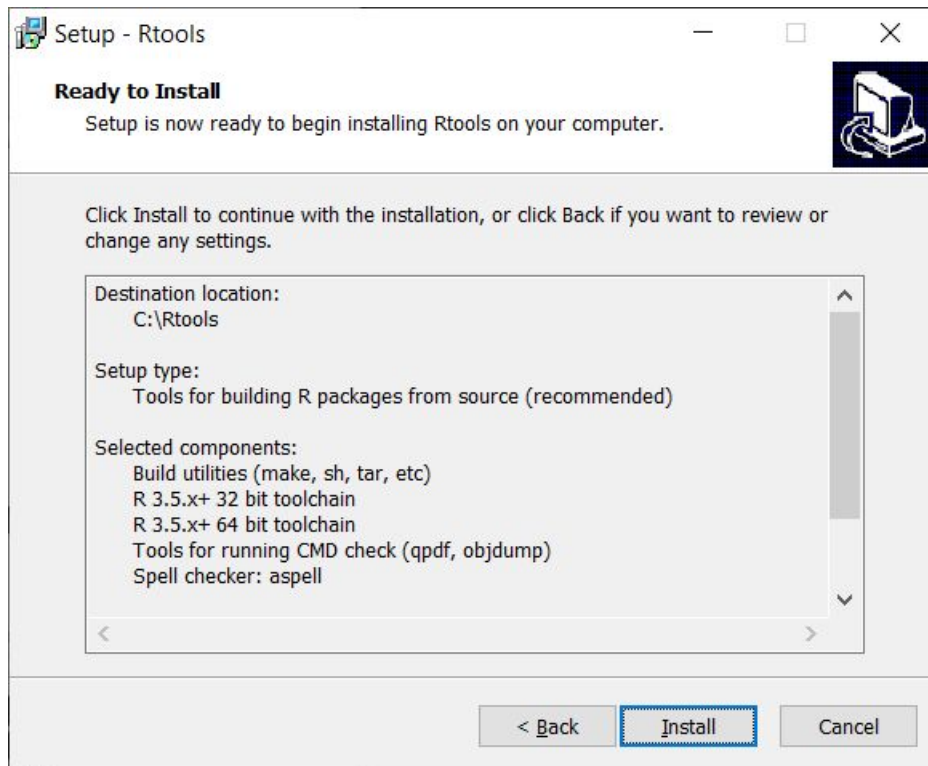 Setup - Rtools
Ready to Install
Setup is now ready to begin installing Rtools on your computer.
Click Install to continue with the installation, or click Back if you want to review or
change any settings.
Destination location:
C:\Rtools
Setup type:
Tools for building R packages from source (recommended)
Selected components:
Build utilities (make, sh, tar, etc)
R 3.5.x+ 32 bit toolchain
R 3.5.x+ 64 bit toolchain
Tools for running CMD check (qpdf, objdump)
Spell checker: aspell
< Back
Install
Cancel